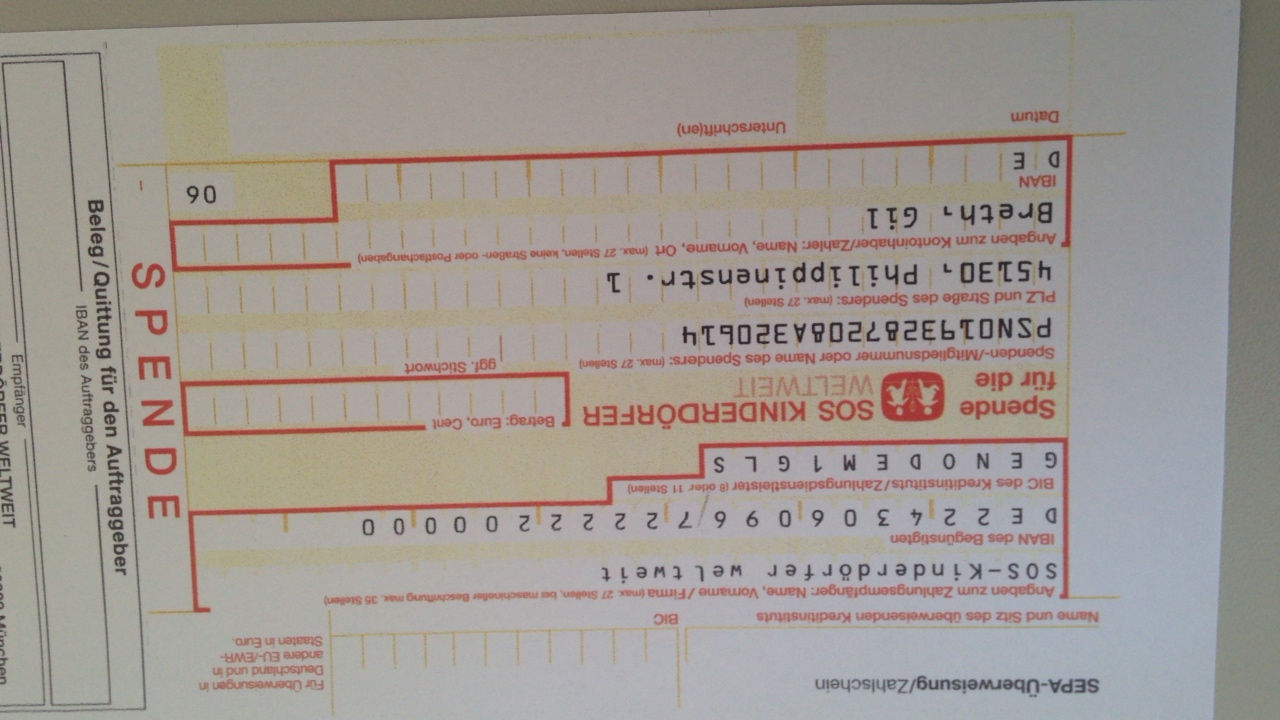 SEPA-Überweisung/Zahlschein
Für Überweisungen in
Deutschland und in
andere EU-/EWR-
Staaten in Euro.
Name und Sitz des überweisenden Kreditinstituts BIC
Angaben zum Zahlungsempfänger: Name, Vorname/Firma (max. 27 Stellen, bei maschineller Beschriftung max. 35 Stellen)
SOS-Kinderdörfer weltweit
IBAN des Begünstigten
DE22430609672222200000
BIC des Kreditinstituts/Zahlungsdienstleister (8 oder 11 Stellen)
GENODEM1GLS
Spende
für die
SOS KINDERDÖRFER
WELTWEIT
Betrag: Euro, Cent
Spenden-/Mitgliedsnummer oder Name des Spenders: (max. 27 Stellen) ggf. Stichwort
PSN0193287208A320614
PLZ und Straße des Spenders: (max. 27 Stellen)
45130, Philippinenstr. 1
Angaben zum Kontoinhaber/Zahler: Name, Vorname, Ort (max. 27 Stellen, keine Straßen- oder Postfachangaben)
Breth, Gil
IBAN
DE 06
Datum Unterschrift(en)
SPENDE
Beleg/Quittung für den Auftraggeber
IBAN des Auftraggebers
Empfänger
WELTWEIT